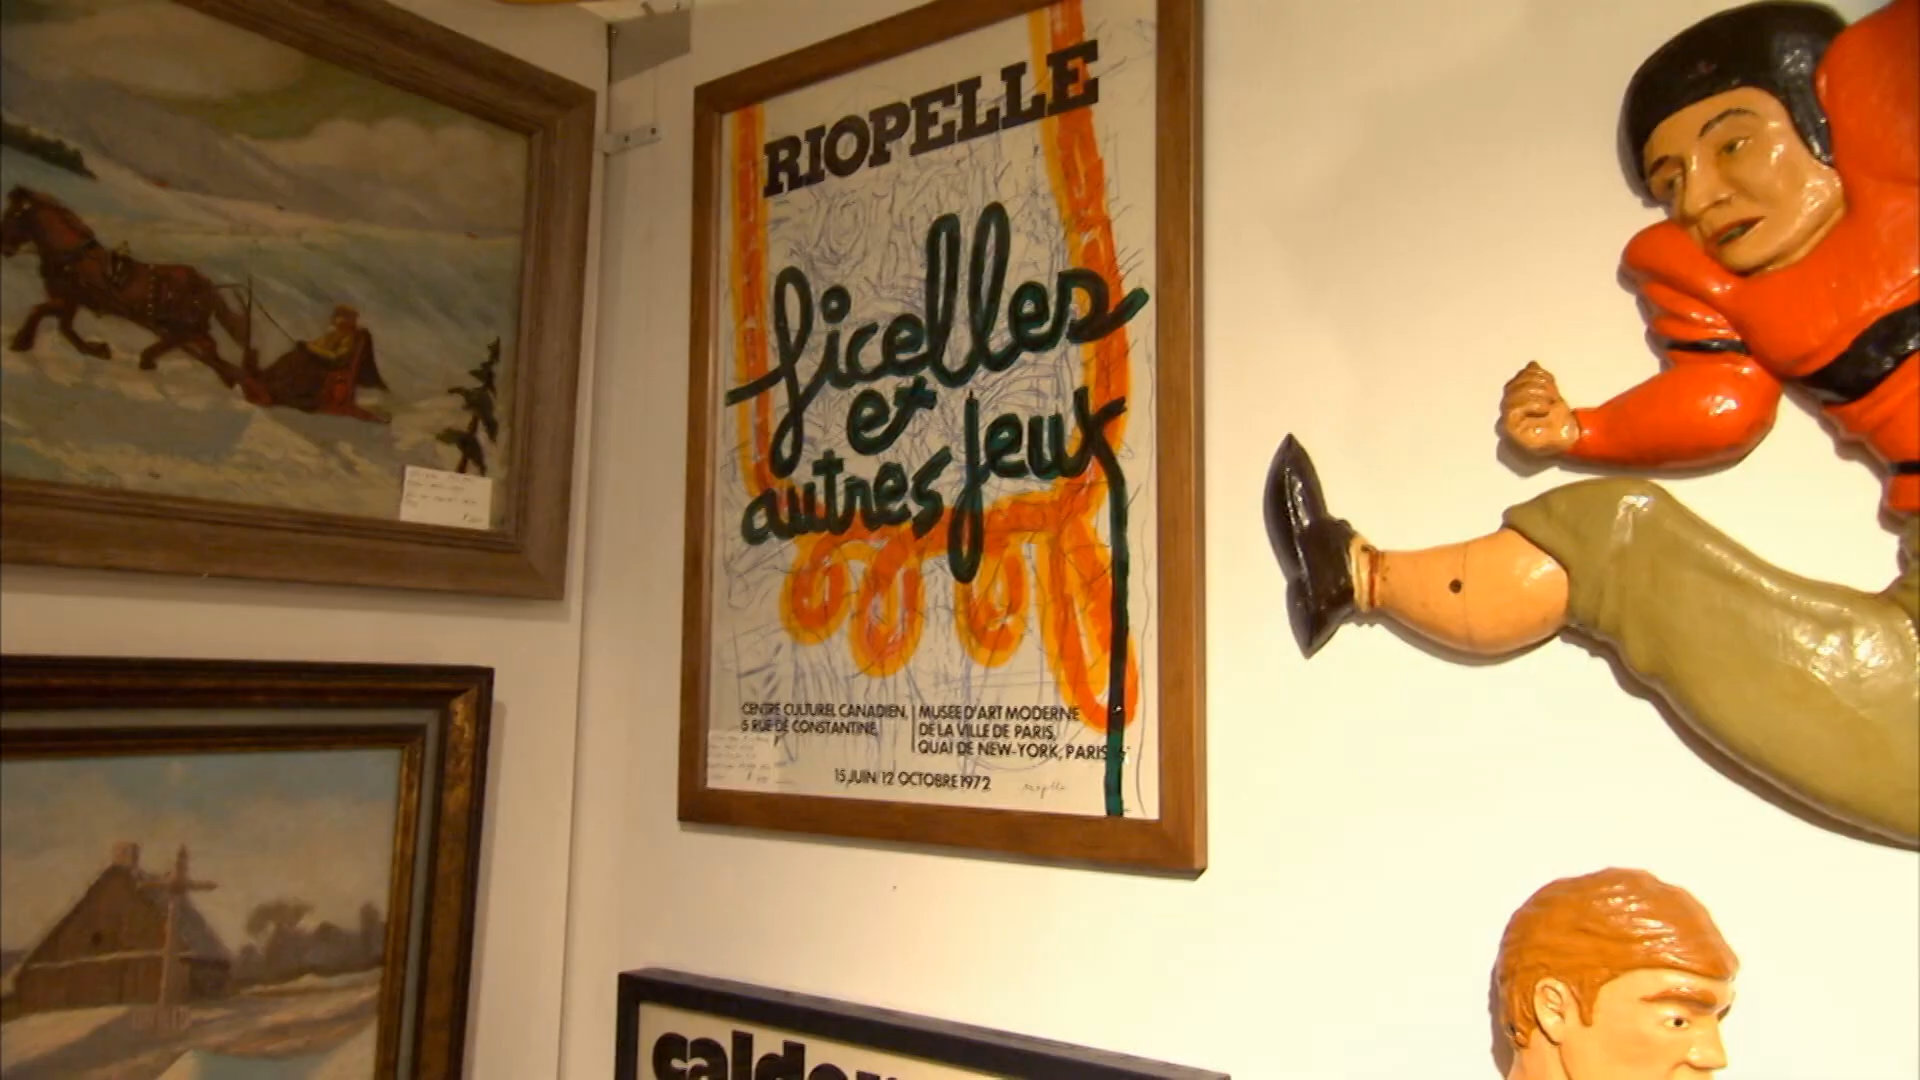 RIOPELLE
ficelles
et
autres jeux
CENTRE CULTUREL CANADIEN,
5 RUE DE CONSTANTINE,
MUSEE D'ART MODERNE
DE LA VILLE DE PARIS,
QUAI DE NEW-YORK, PARIS
15 JUIN 12 OCTOBRE 1972
riopelle